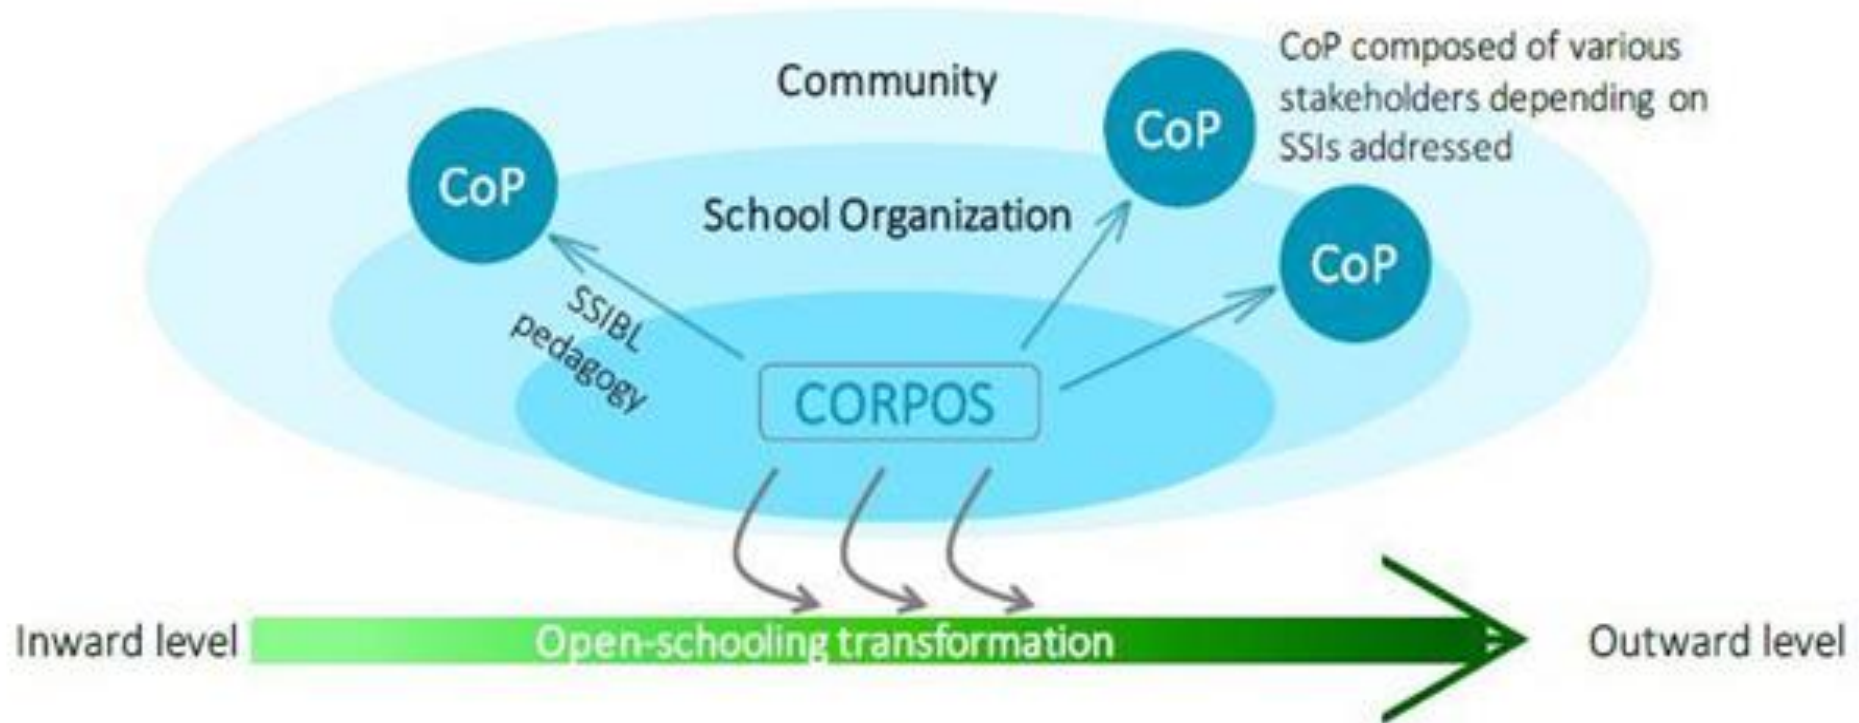 Community
CoP composed of various
stakeholders depending on
SSIs addressed
CoP
CoP
School Organization
CoP
SSIBL
pedagogy
CORPOS
Inward level
Open-schooling transformation
Outward level